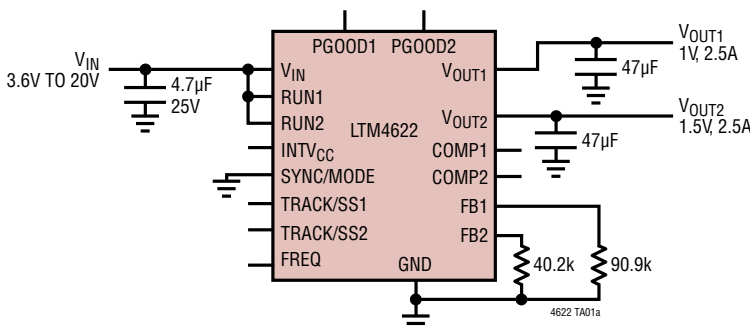 PGOOD1 PGOOD2
VIN
3.6V TO 20V
4.7µF
25V
VIN
RUN1
RUN2
INTVCC
SYNC/MODE
TRACK/SS1
TRACK/SS2
FREQ
LTM4622
GND
VOUT1
VOUT2
COMP1
COMP2
FB1
FB2
47µF
VOUT1
1V, 2.5A
47µF
VOUT2
1.5V, 2.5A
40.2k
90.9k
4622 TA01a